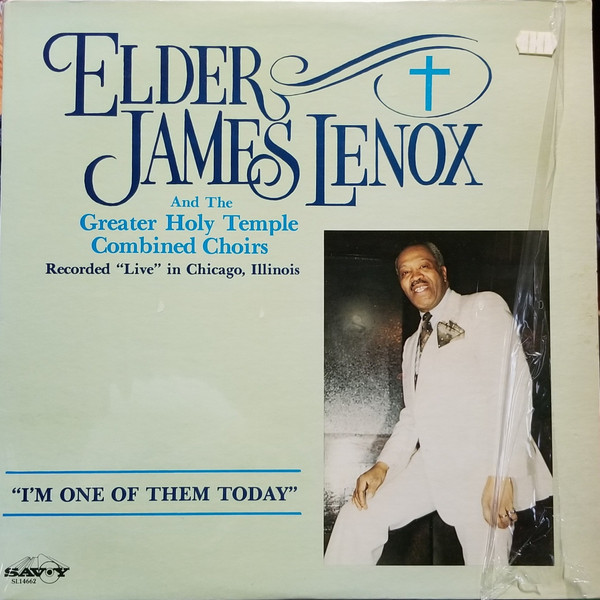 ELDER
JAMES LENOX
And The
Greater Holy Temple
Combined Choirs
Recorded “Live” in Chicago, Illinois
“I'M ONE OF THEM TODAY”
SAVOY
SL14662